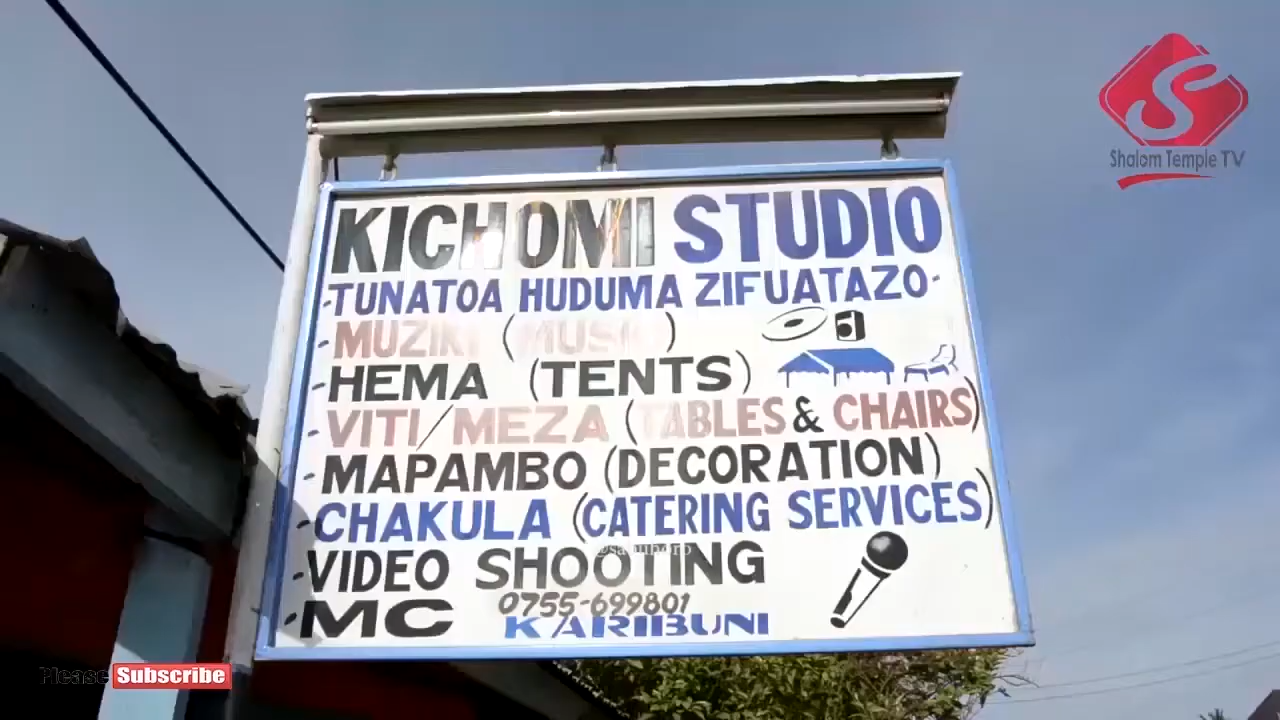 Shalom Temple TV
KICHOMI STUDIO
-TUNATOA HUDUMA ZIFUATAZO-
-MUZIKI (MUSIC)
-HEMA (TENTS)
-VITI/MEZA (TABLES & CHAIRS)
-MAPAMBO (DECORATION)
-CHAKULA (CATERING SERVICES)
-VIDEO SHOOTING
-MC 0755-699801
KARIBUNI
Please Subscribe